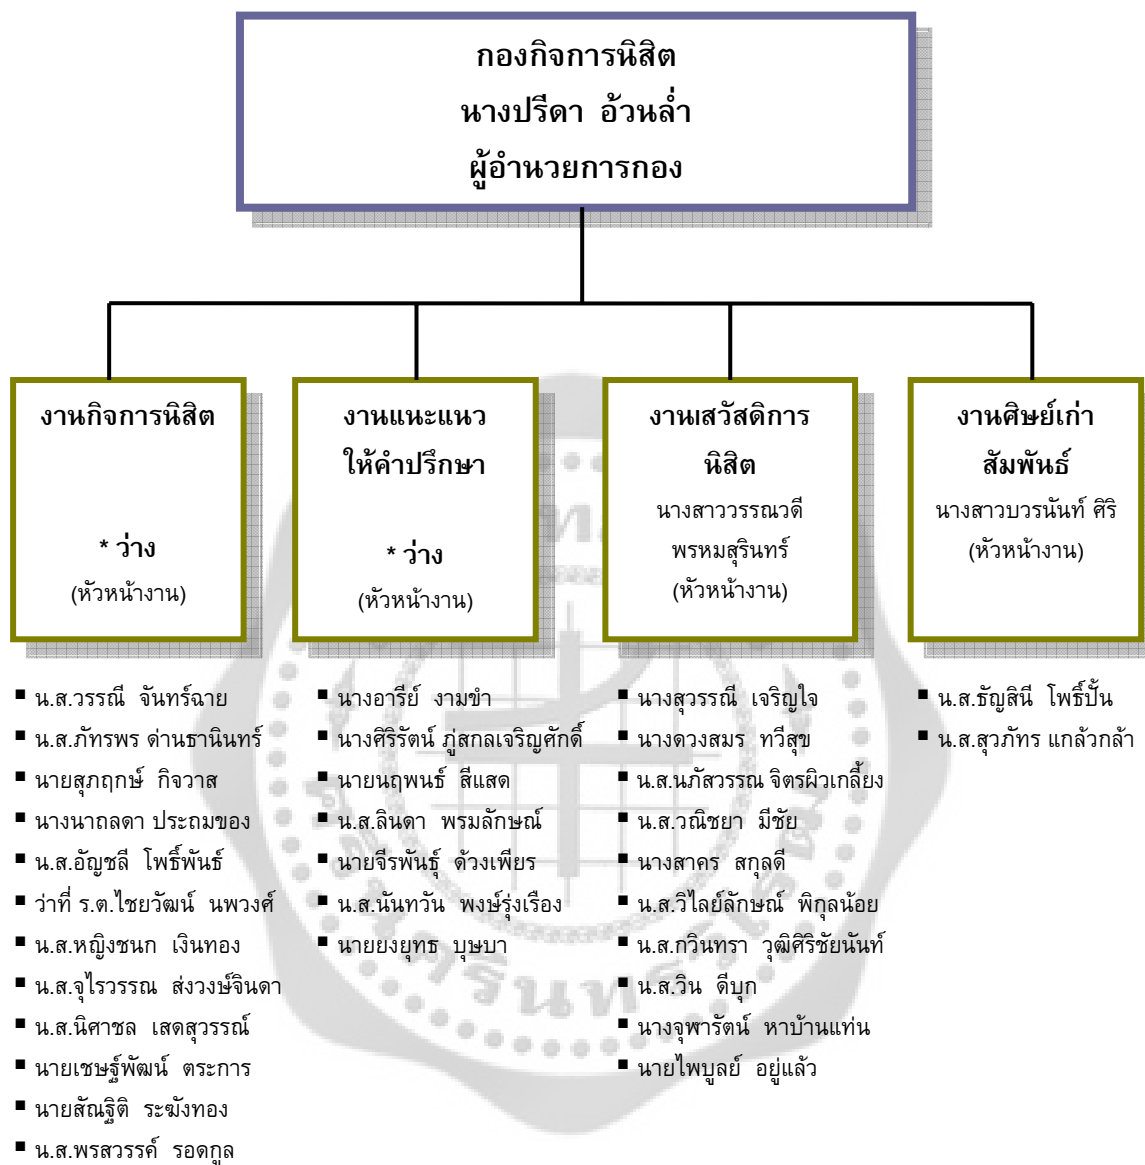 กองกิจการนิสิต
นางปรีดา อ้วนล่ำ
ผู้อำนวยการกอง
งานกิจการนิสิต
* ว่าง
(หัวหน้างาน)
งานแนะแนว
ให้คำปรึกษา
* ว่าง
(หัวหน้างาน)
งานสวัสดิการ
นิสิต
นางสาววรรณวดี
พรหมสุรินทร์
(หัวหน้างาน)
งานศิษย์เก่า
สัมพันธ์
นางสาวบวรนันท์ ศิริ
(หัวหน้างาน)
▪ น.ส.วรรณี จันทร์ฉาย
▪ น.ส.ภัทรพร ด่านธานินทร์
▪ นายสุภฤกษ์ กิจวาส
▪ นางนาถลดา ประถมของ
▪ น.ส.อัญชลี โพธิ์พันธ์
▪ ว่าที่ ร.ต.ไชยวัฒน์ นพวงศ์
▪ น.ส.หญิงชนก เงินทอง
▪ น.ส.จุไรวรรณ ส่งวงษ์จินดา
▪ น.ส.นิศาชล เสดสุวรรณ์
▪ นายเชษฐ์พัฒน์ ตระการ
▪ นายสัณฐิติ ระฆังทอง
▪ น.ส.พรสวรรค์ รอดกูล
▪ นางอารีย์ งามขำ
▪ นางศิริรัตน์ ภู่สกลเจริญศักดิ์
▪ นายนฤพนธ์ สีแสด
▪ น.ส.ลินดา พรมลักษณ์
▪ นายจีรพันธุ์ ด้วงเพียร
▪ น.ส.นันทวัน พงษ์รุ่งเรือง
▪ นายยงยุทธ บุษบา
▪ นางสุวรรณี เจริญใจ
▪ นางดวงสมร ทวีสุข
▪ น.ส.นภัสวรรณ จิตรผิวเกลี้ยง
▪ น.ส.วณิชยา มีชัย
▪ นางสาคร สกุลดี
▪ น.ส.วิไลย์ลักษณ์ พิกุลน้อย
▪ น.ส.กวินทรา วุฒิศิริชัยนันท์
▪ น.ส.วิน ดีบุก
▪ นางจุฬารัตน์ หาบ้านแท่น
▪ นายไพบูลย์ อยู่แล้ว
▪ น.ส.ธัญสินี โพธิ์ปั้น
▪ น.ส.สุวภัทร แกล้วกล้า